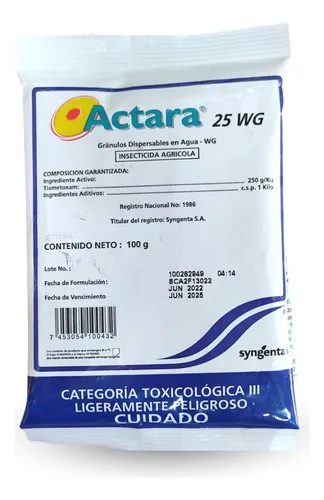 Actara® 25 WG
Gránulos Dispersables en Agua - WG
INSECTICIDA AGRICOLA
COMPOSICION GARANTIZADA:
Ingrediente Activo:
Tiametoxam: 250 g/Kg
Ingredientes Aditivos: c.s.p. 1 Kilo
Registro Nacional No: 1986
Titular del registro: Syngenta S.A.
CONTENIDO NETO : 100 g
Lote No.: 100262949 04:14
Fecha de Formulación: SCA2F13022
JUN 2022
Fecha de Vencimiento JUN 2025
7 453054 100432
syngenta
CATEGORÍA TOXICOLÓGICA III
LIGERAMENTE PELIGROSO
CUIDADO